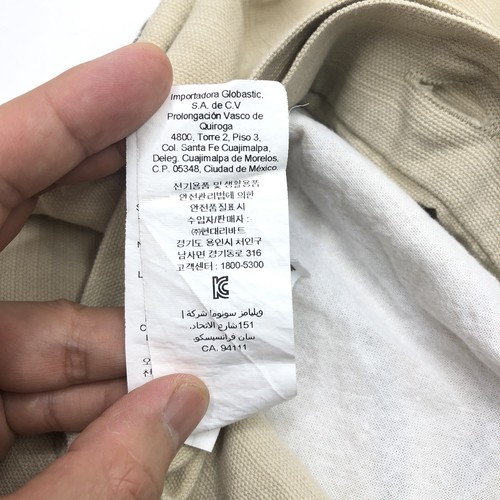 Importadora Globastic,
S.A. de C.V
Prolongación Vasco de
Quiroga
4800, Torre 2, Piso 3,
Col. Santa Fe Cuajimalpa,
Deleg. Cuajimalpa de Morelos,
C.P. 05348, Ciudad de México
전기용품 및 생활용품
안전관리법에 의한
안전품질표시
수입자/판매자 :
㈜현대리바트
경기도 용인시 처인구
남사면 경기동로 316
고객센터 : 1800-5300
ويليامز سونوما شركة |
151شارع الاتحاد.
سان فرانسيسكو.
CA. 94111